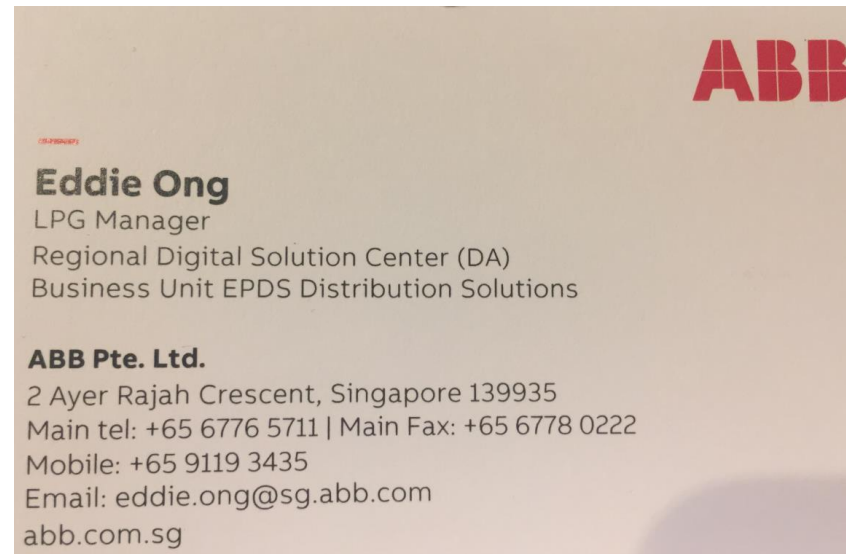 ABB
Eddie Ong
LPG Manager
Regional Digital Solution Center (DA)
Business Unit EPDS Distribution Solutions
ABB Pte. Ltd.
2 Ayer Rajah Crescent, Singapore 139935
Main tel: +65 6776 5711 | Main Fax: +65 6778 0222
Mobile: +65 9119 3435
Email: eddie.ong@sg.abb.com
abb.com.sg